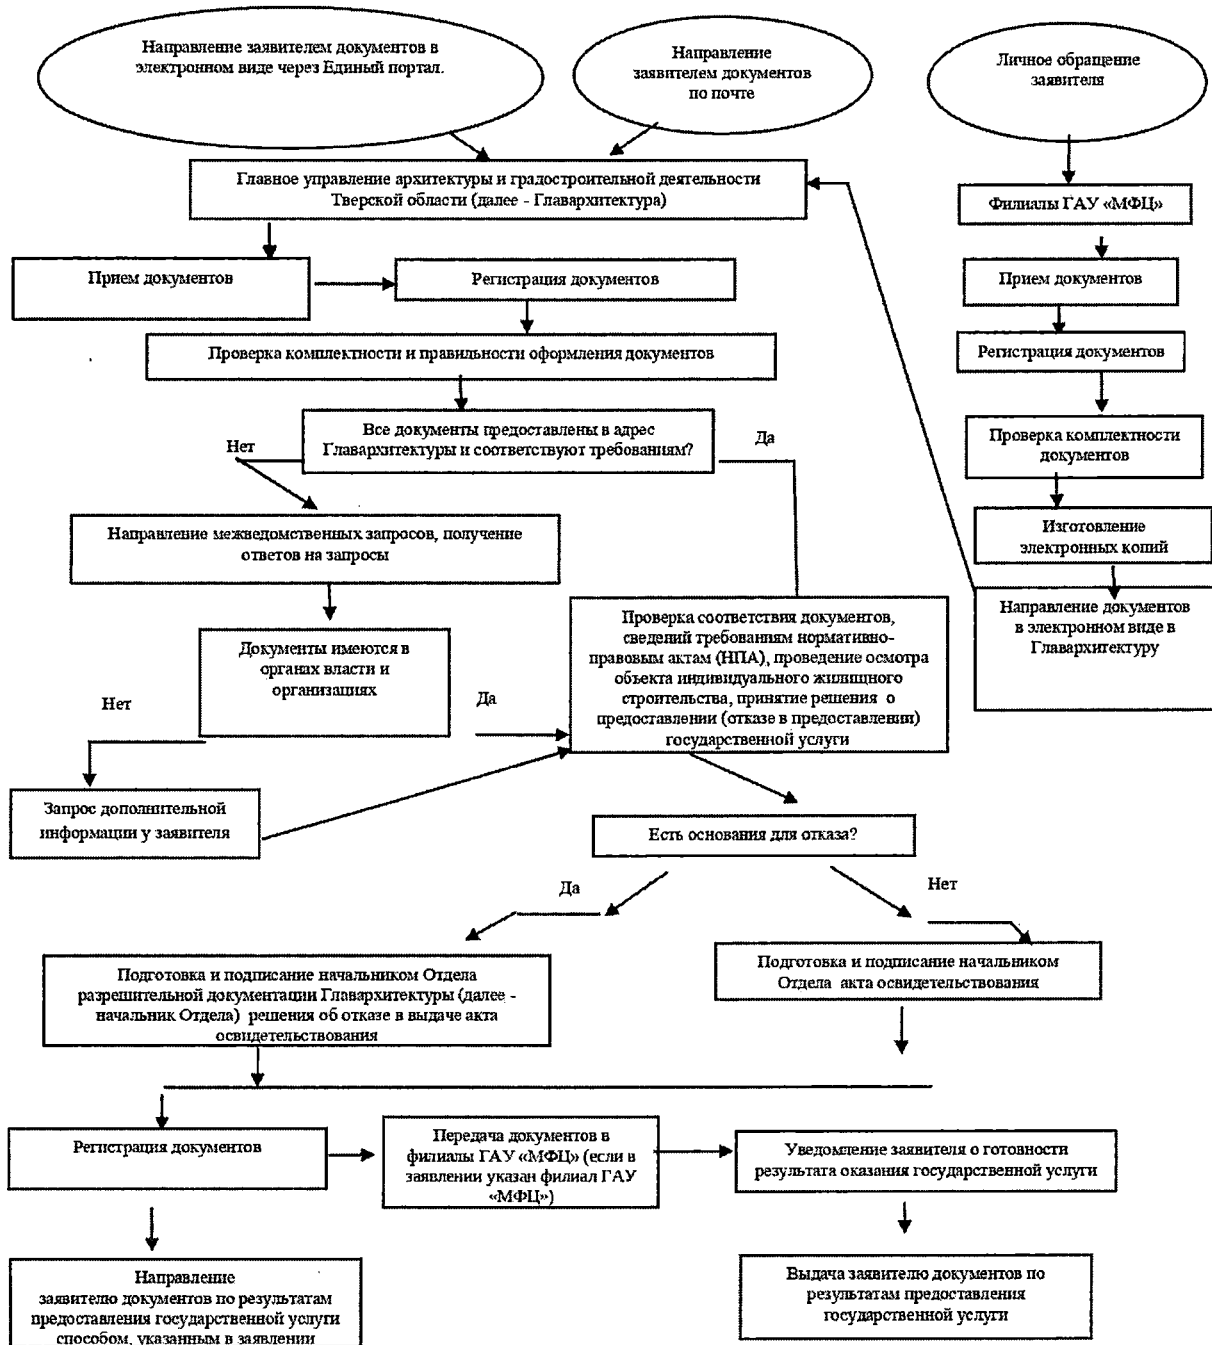 Направление заявителем документов в
электронном виде через Единый портал.
Направление
заявителем документов
по почте
Личное обращение
заявителя
Главное управление архитектуры и градостроительной деятельности
Тверской области (далее - Главархитектура)
Филиалы ГАУ «МФЦ»
Прием документов
Регистрация документов
Прием документов
Проверка комплектности и правильности оформления документов
Регистрация документов
Все документы предоставлены в адрес
Главархитектуры и соответствуют требованиям?
Нет
Да
Проверка комплектности
документов
Направление межведомственных запросов, получение
ответов на запросы
Изготовление
электронных копий
Документы имеются в
органах власти и
организациях
Нет
Да
Проверка соответствия документов,
сведений требованиям нормативно-
правовым актам (НПА), проведение осмотра
объекта индивидуального жилищного
строительства, принятие решения о
предоставлении (отказе в предоставлении)
государственной услуги
Направление документов
в электронном виде в
Главархитектуру
Запрос дополнительной
информации у заявителя
Есть основания для отказа?
Да
Нет
Подготовка и подписание начальником Отдела
разрешительной документации Главархитектуры (далее -
начальник Отдела) решения об отказе в выдаче акта
освидетельствования
Подготовка и подписание начальником
Отдела акта освидетельствования
Регистрация документов
Передача документов в
филиалы ГАУ «МФЦ» (если в
заявлении указан филиал ГАУ
«МФЦ»)
Уведомление заявителя о готовности
результата оказания государственной услуги
Направление
заявителю документов по результатам
предоставления государственной услуги
способом, указанным в заявлении
Выдача заявителю документов по
результатам предоставления
государственной услуги